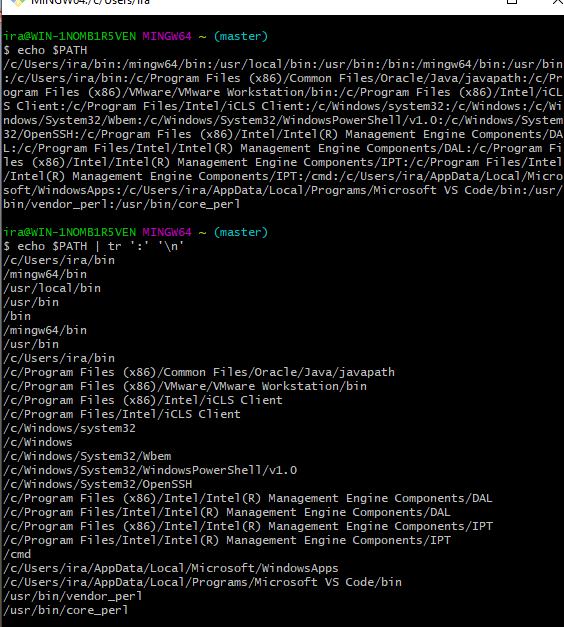 MINGW64:/c/Users/ira
ira@WIN-1NOMB1R5VEN MINGW64 ~ (master)
$ echo $PATH
/c/Users/ira/bin:/mingw64/bin:/usr/local/bin:/usr/bin:/bin:/mingw64/bin:/usr/bin
:/c/Users/ira/bin:/c/Program Files (x86)/Common Files/Oracle/Java/javapath:/c/Pr
ogram Files (x86)/VMware/VMware Workstation/bin:/c/Program Files (x86)/Intel/iCL
S Client:/c/Program Files/Intel/iCLS Client:/c/Windows/system32:/c/Windows:/c/Wi
ndows/System32/Wbem:/c/Windows/System32/WindowsPowerShell/v1.0:/c/Windows/System
32/OpenSSH:/c/Program Files (x86)/Intel/Intel(R) Management Engine Components/DA
L:/c/Program Files/Intel/Intel(R) Management Engine Components/DAL:/c/Program Fi
les (x86)/Intel/Intel(R) Management Engine Components/IPT:/c/Program Files/Intel
/Intel(R) Management Engine Components/IPT:/cmd:/c/Users/ira/AppData/Local/Micro
soft/WindowsApps:/c/Users/ira/AppData/Local/Programs/Microsoft VS Code/bin:/usr/
bin/vendor_perl:/usr/bin/core_perl
ira@WIN-1NOMB1R5VEN MINGW64 ~ (master)
$ echo $PATH | tr ':' '\n'
/c/Users/ira/bin
/mingw64/bin
/usr/local/bin
/usr/bin
/bin
/mingw64/bin
/usr/bin
/c/Users/ira/bin
/c/Program Files (x86)/Common Files/Oracle/Java/javapath
/c/Program Files (x86)/VMware/VMware Workstation/bin
/c/Program Files (x86)/Intel/iCLS Client
/c/Program Files/Intel/iCLS Client
/c/Windows/system32
/c/Windows
/c/Windows/System32/Wbem
/c/Windows/System32/WindowsPowerShell/v1.0
/c/Windows/System32/OpenSSH
/c/Program Files (x86)/Intel/Intel(R) Management Engine Components/DAL
/c/Program Files/Intel/Intel(R) Management Engine Components/DAL
/c/Program Files (x86)/Intel/Intel(R) Management Engine Components/IPT
/c/Program Files/Intel/Intel(R) Management Engine Components/IPT
/cmd
/c/Users/ira/AppData/Local/Microsoft/WindowsApps
/c/Users/ira/AppData/Local/Programs/Microsoft VS Code/bin
/usr/bin/vendor_perl
/usr/bin/core_perl